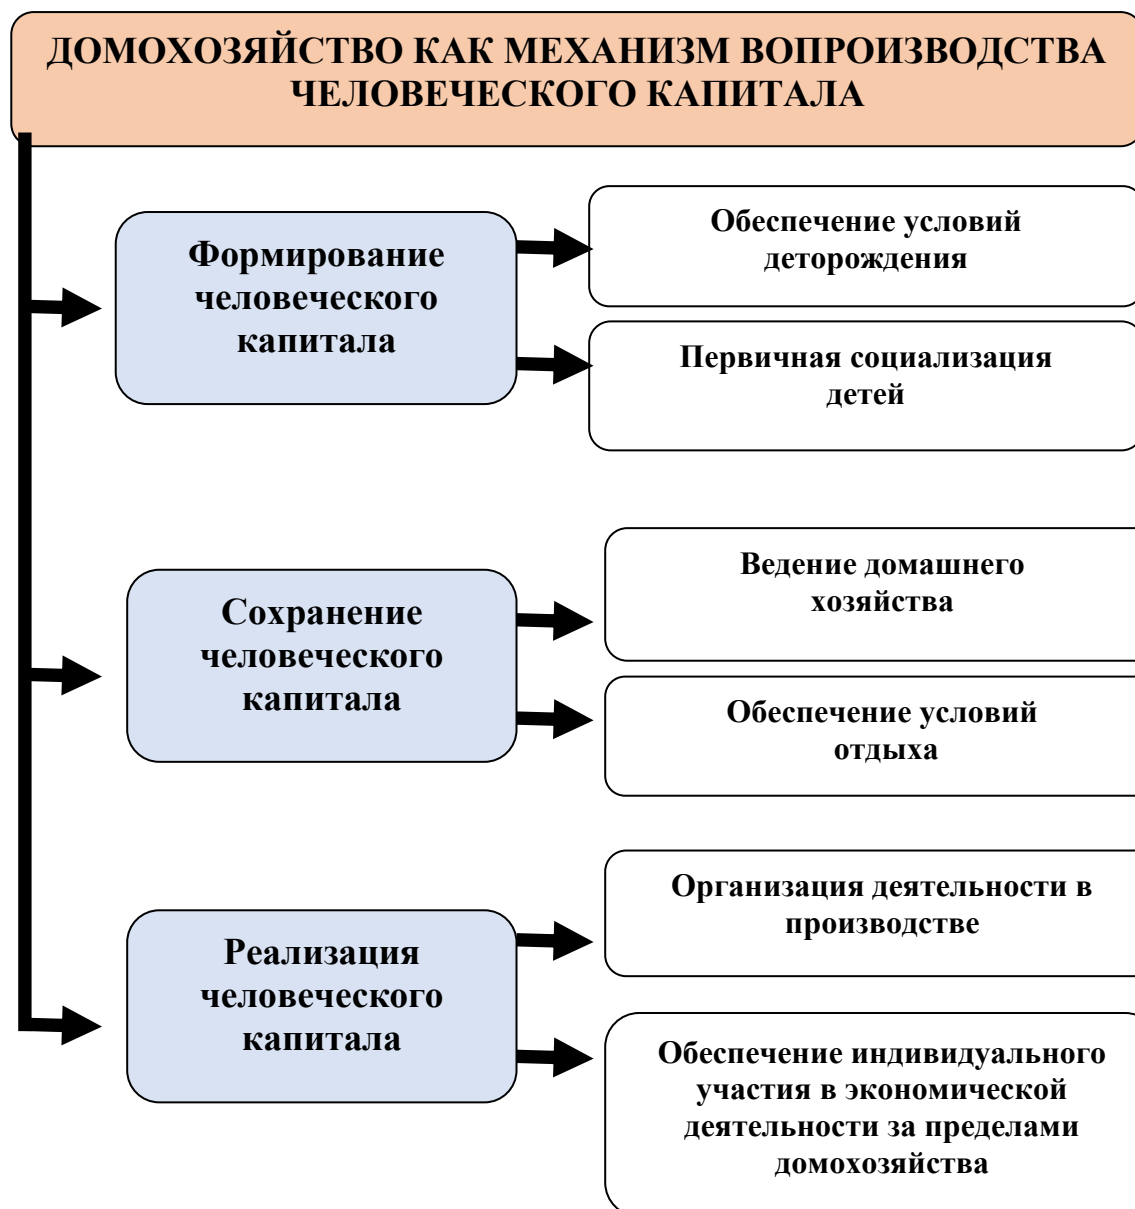 ДОМОХОЗЯЙСТВО КАК МЕХАНИЗМ ВОПРОИЗВОДСТВА
ЧЕЛОВЕЧЕСКОГО КАПИТАЛА
Формирование
человеческого
капитала
Обеспечение условий
деторождения
Первичная социализация
детей
Сохранение
человеческого
капитала
Ведение домашнего
хозяйства
Обеспечение условий
отдыха
Реализация
человеческого
капитала
Организация деятельности в
производстве
Обеспечение индивидуального
участия в экономической
деятельности за пределами
домохозяйства